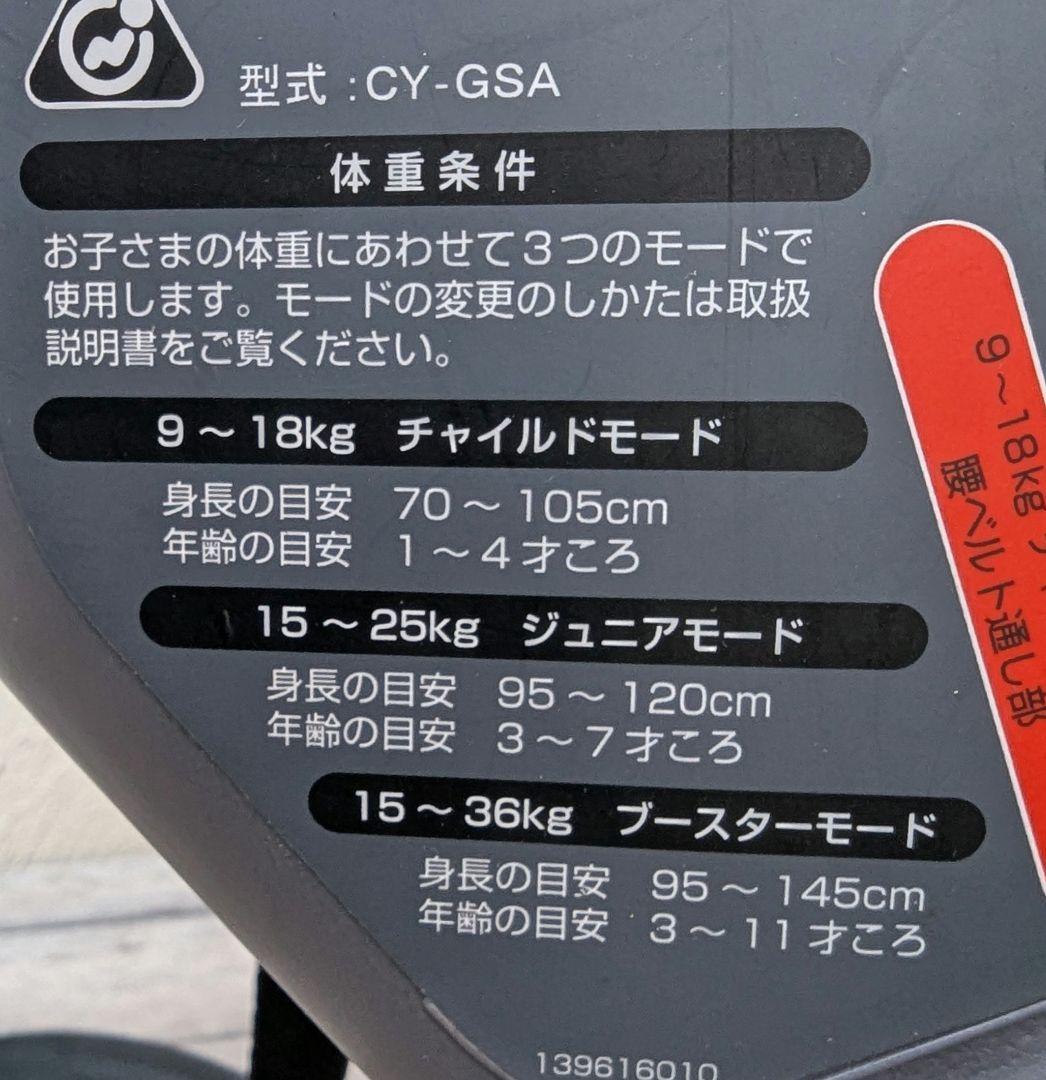 型式 : CY-GSA
体重条件
お子さまの体重にあわせて3つのモードで
使用します。モードの変更のしかたは取扱
説明書をご覧ください。
9～18kg チャイルドモード
身長の目安 70～105cm
年齢の目安 1～4才ころ
15～25kg ジュニアモード
身長の目安 95～120cm
年齢の目安 3～7才ころ
15～36kg ブースターモード
身長の目安 95～145cm
年齢の目安 3～11才ころ
139616010
9～18kg
腰ベルト通し部